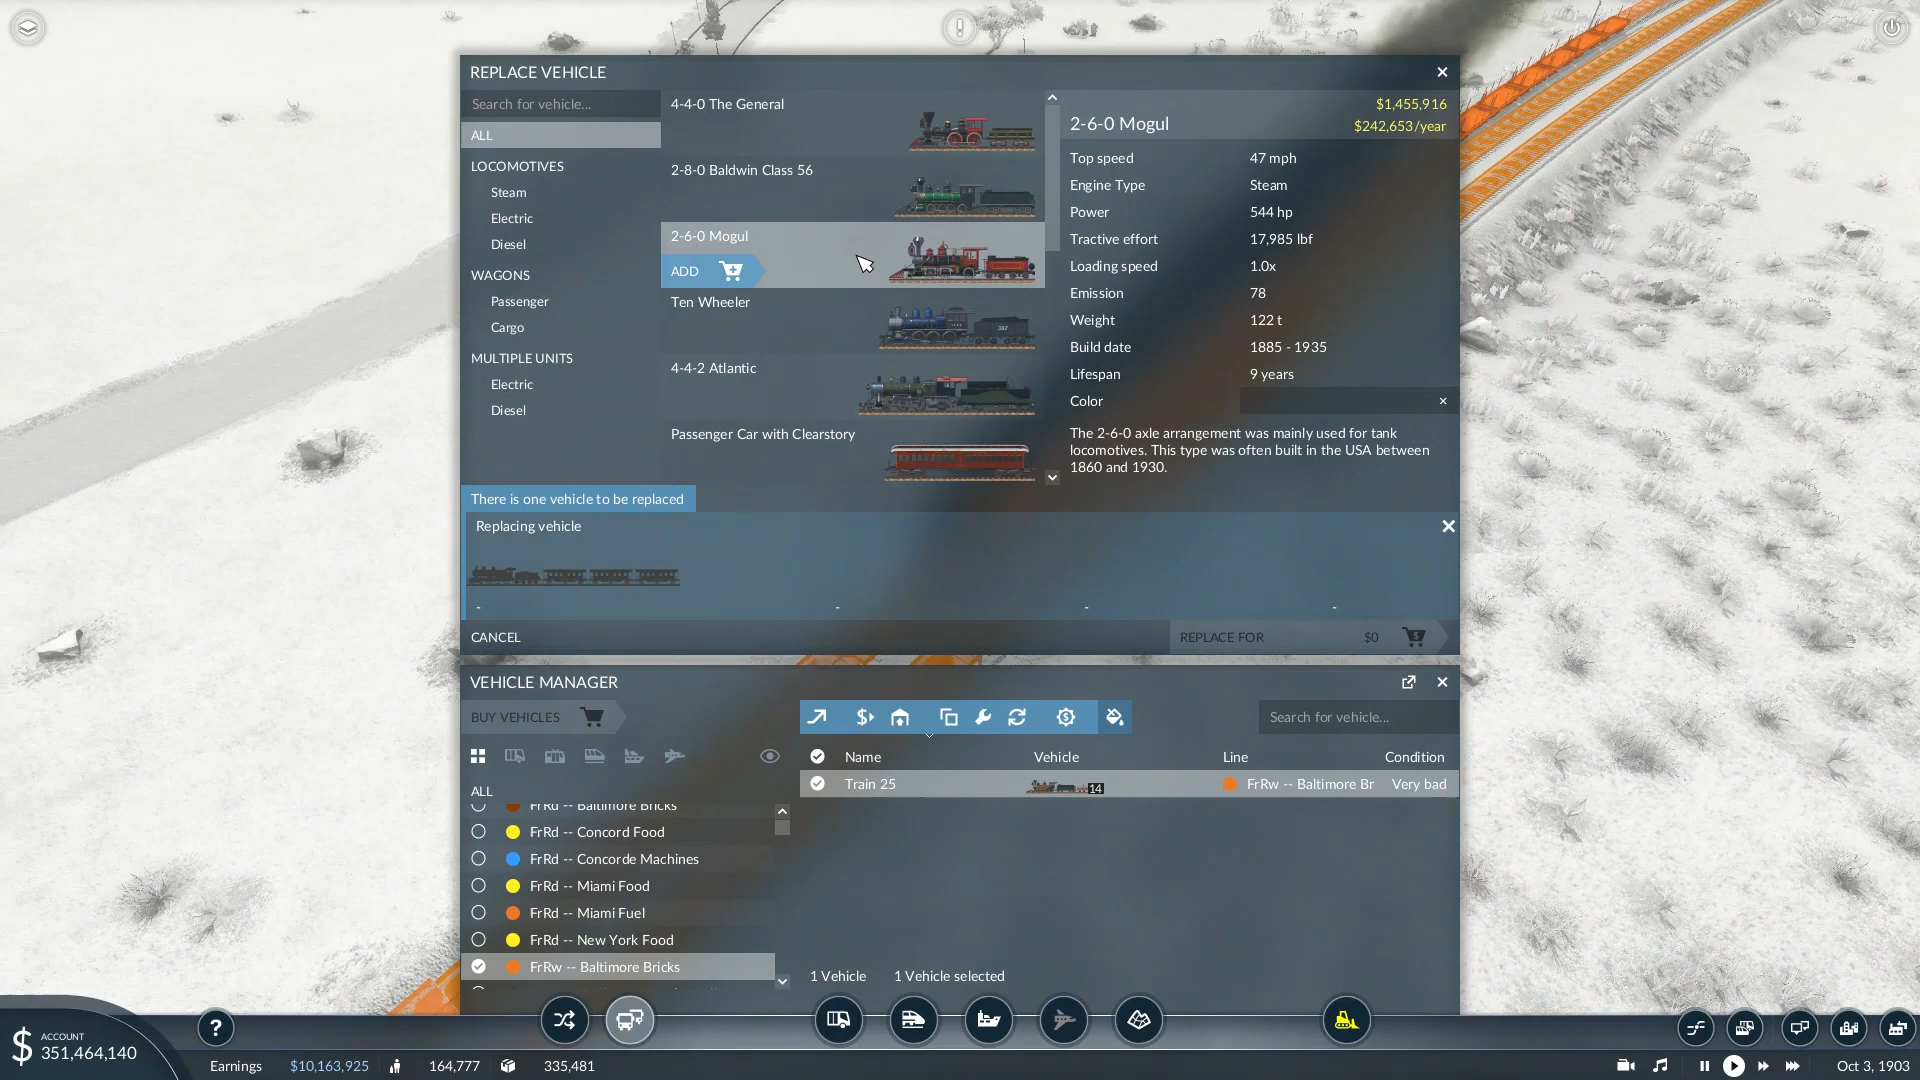 REPLACE VEHICLE
Search for vehicle...
ALL
LOCOMOTIVES
Steam
Electric
Diesel
WAGONS
Passenger
Cargo
MULTIPLE UNITS
Electric
Diesel
4-4-0 The General
2-8-0 Baldwin Class 56
2-6-0 Mogul
ADD
Ten Wheeler
4-4-2 Atlantic
Passenger Car with Clearstory
$1,455,916
2-6-0 Mogul
$242,653/year
Top speed 47 mph
Engine Type Steam
Power 544 hp
Tractive effort 17,985 lbf
Loading speed 1.0x
Emission 78
Weight 122 t
Build date 1885 - 1935
Lifespan 9 years
Color
The 2-6-0 axle arrangement was mainly used for tank
locomotives. This type was often built in the USA between
1860 and 1930.
There is one vehicle to be replaced
Replacing vehicle
- - - -
CANCEL
REPLACE FOR $0
VEHICLE MANAGER
BUY VEHICLES
Search for vehicle...
ALL
FrRd -- Baltimore Bricks
FrRd -- Concord Food
FrRd -- Concorde Machines
FrRd -- Miami Food
FrRd -- Miami Fuel
FrRd -- New York Food
FrRw -- Baltimore Bricks
Name Vehicle Line Condition
Train 25 14 FrRw -- Baltimore Br Very bad
1 Vehicle 1 Vehicle selected
?
$ ACCOUNT
351,464,140
Earnings $10,163,925 164,777 335,481
Oct 3, 1903